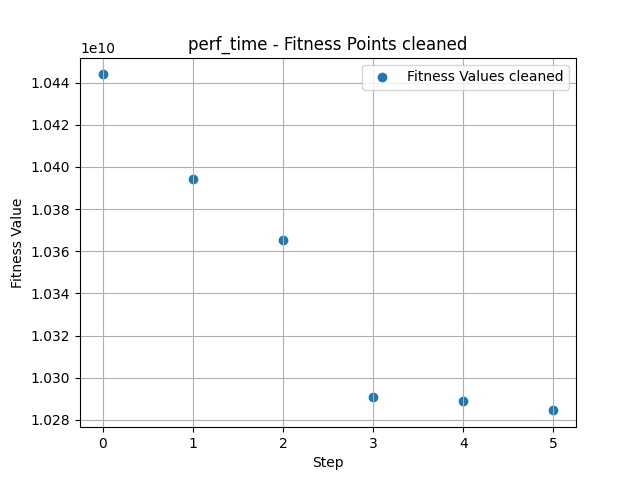 perf_time - Fitness Points cleaned
1e10
Fitness Values cleaned
1.044
1.042
1.040
1.038
1.036
1.034
1.032
1.030
1.028
Fitness Value
0 1 2 3 4 5
Step